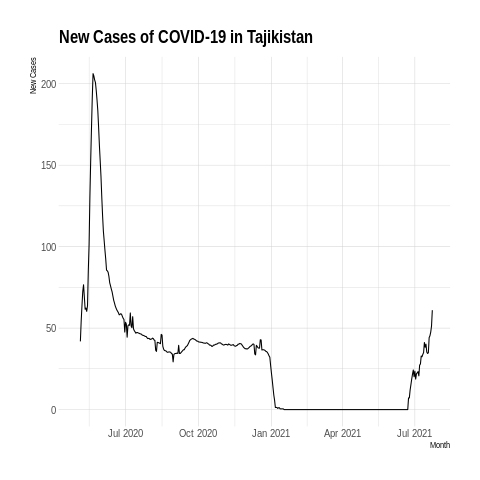 New Cases of COVID-19 in Tajikistan
New Cases
200
150
100
50
0
Jul 2020 Oct 2020 Jan 2021 Apr 2021 Jul 2021
Month